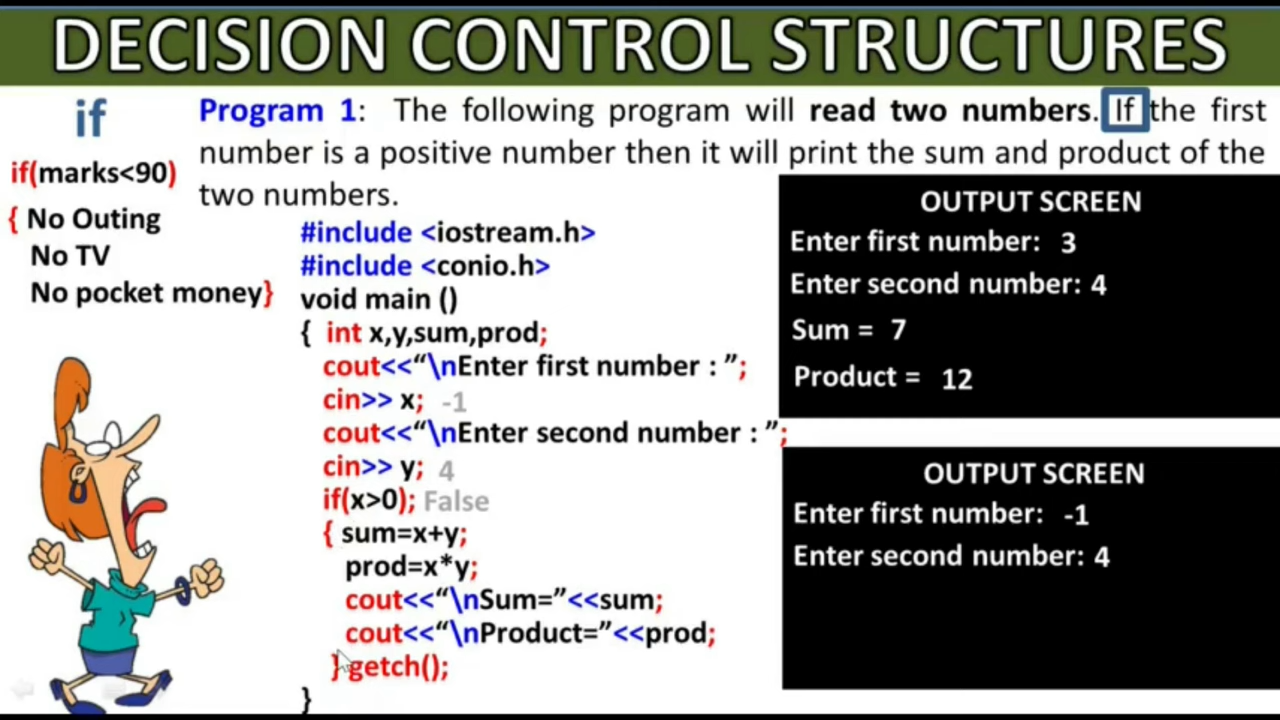 DECISION CONTROL STRUCTURES
if
if(marks<90)
{ No Outing
No TV
No pocket money}
Program 1: The following program will read two numbers. If the first
number is a positive number then it will print the sum and product of the
two numbers.
#include <iostream.h>
#include <conio.h>
void main ()
{ int x,y,sum,prod;
cout<<“\nEnter first number : ”;
cin>> x; -1
cout<<“\nEnter second number : ”;
cin>> y; 4
if(x>0); False
{ sum=x+y;
prod=x*y;
cout<<“\nSum=”<<sum;
cout<<“\nProduct=”<<prod;
} getch();
}
OUTPUT SCREEN
Enter first number: 3
Enter second number: 4
Sum = 7
Product = 12
OUTPUT SCREEN
Enter first number: -1
Enter second number: 4